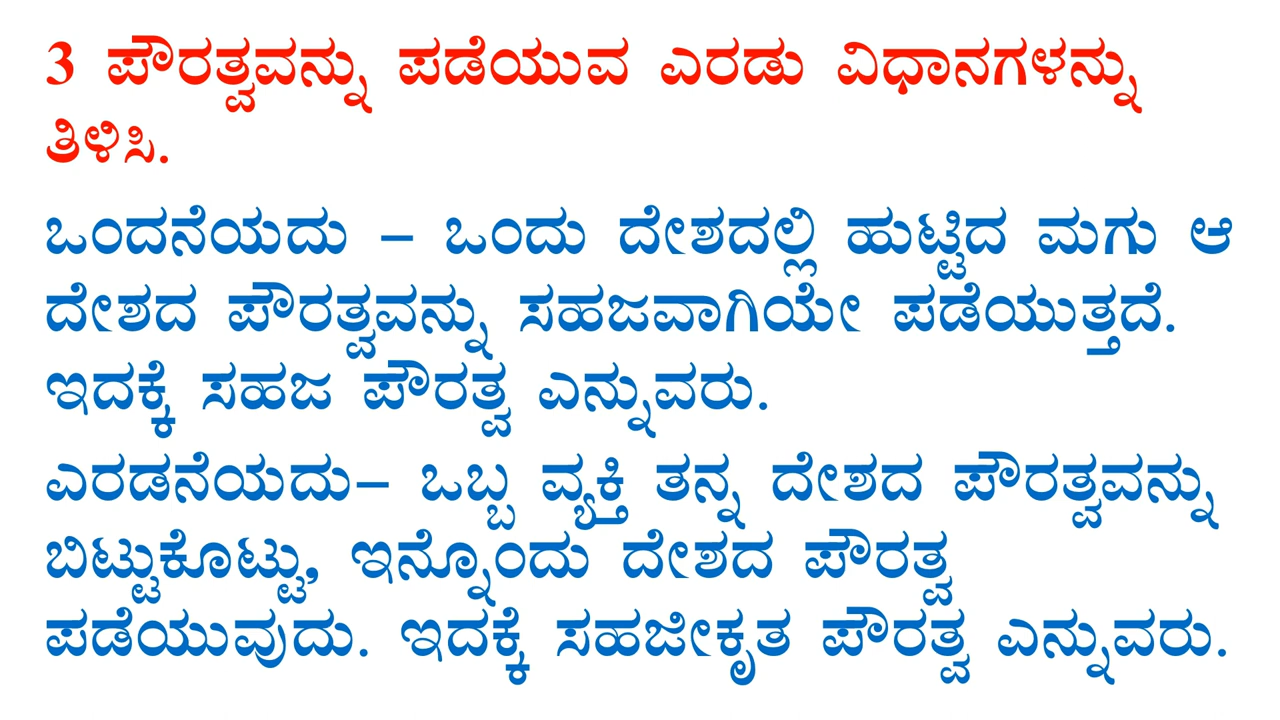 3 ಪೌರತ್ವವನ್ನು ಪಡೆಯುವ ಎರಡು ವಿಧಾನಗಳನ್ನು
ತಿಳಿಸಿ.
ಒಂದನೆಯದು – ಒಂದು ದೇಶದಲ್ಲಿ ಹುಟ್ಟಿದ ಮಗು ಆ
ದೇಶದ ಪೌರತ್ವವನ್ನು ಸಹಜವಾಗಿಯೇ ಪಡೆಯುತ್ತದೆ.
ಇದಕ್ಕೆ ಸಹಜ ಪೌರತ್ವ ಎನ್ನುವರು.
ಎರಡನೆಯದು– ಒಬ್ಬ ವ್ಯಕ್ತಿ ತನ್ನ ದೇಶದ ಪೌರತ್ವವನ್ನು
ಬಿಟ್ಟುಕೊಟ್ಟು, ಇನ್ನೊಂದು ದೇಶದ ಪೌರತ್ವ
ಪಡೆಯುವುದು. ಇದಕ್ಕೆ ಸಹಜೀಕೃತ ಪೌರತ್ವ ಎನ್ನುವರು.